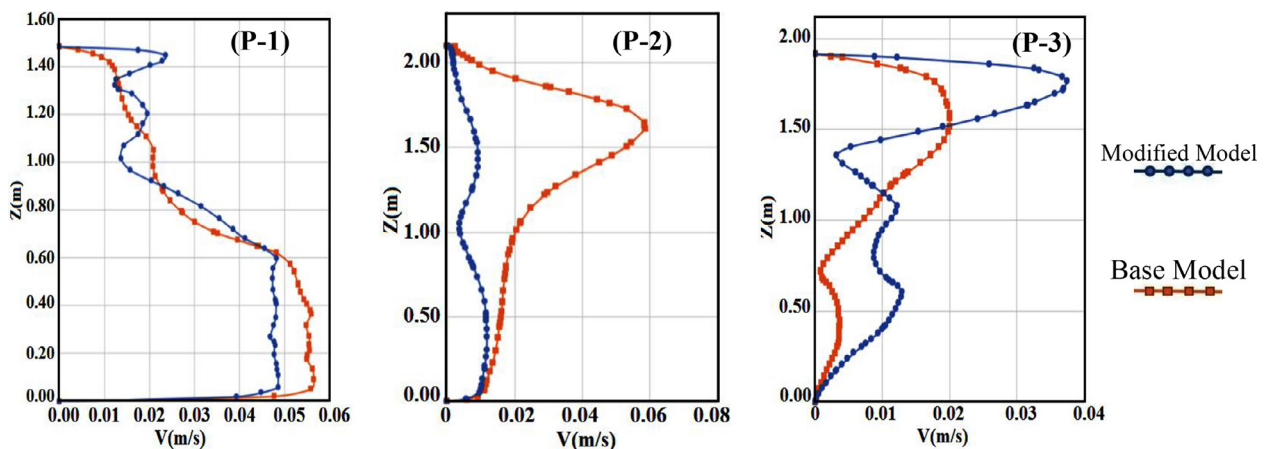 (P-1)
1.60
1.40
1.20
1.00
0.80
0.60
0.40
0.20
0.00
Z(m)
0.00 0.01 0.02 0.03 0.04 0.05 0.06
V(m/s)
(P-2)
2.00
1.50
1.00
0.50
0.00
Z(m)
0 0.02 0.04 0.06 0.08
V(m/s)
(P-3)
2.00
1.50
1.00
0.50
0.00
Z(m)
0 0.01 0.02 0.03 0.04
V(m/s)
Modified Model
Base Model